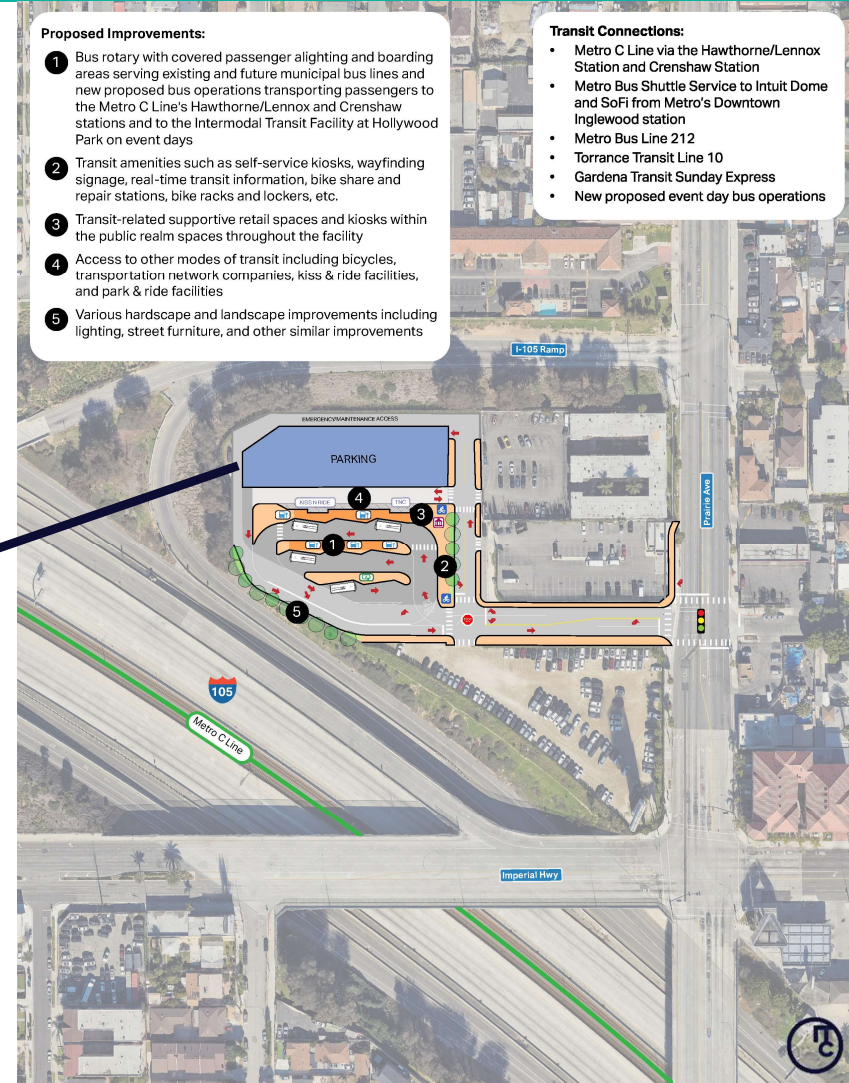 Proposed Improvements:
1 Bus rotary with covered passenger alighting and boarding
areas serving existing and future municipal bus lines and
new proposed bus operations transporting passengers to
the Metro C Line's Hawthorne/Lennox and Crenshaw
stations and to the Intermodal Transit Facility at Hollywood
Park on event days
2 Transit amenities such as self-service kiosks, wayfinding
signage, real-time transit information, bike share and
repair stations, bike racks and lockers, etc.
3 Transit-related supportive retail spaces and kiosks within
the public realm spaces throughout the facility
4 Access to other modes of transit including bicycles,
transportation network companies, kiss & ride facilities,
and park & ride facilities
5 Various hardscape and landscape improvements including
lighting, street furniture, and other similar improvements
Transit Connections:
• Metro C Line via the Hawthorne/Lennox
Station and Crenshaw Station
• Metro Bus Shuttle Service to Intuit Dome
and SoFi from Metro's Downtown
Inglewood station
• Metro Bus Line 212
• Torrance Transit Line 10
• Gardena Transit Sunday Express
• New proposed event day bus operations
I-105 Ramp
EMERGENCY/MAINTENANCE ACCESS
PARKING
KISS N RIDE
4
TNC
3
1
2
5
STOP
Prairie Ave
105
Metro C Line
Imperial Hwy
ITC